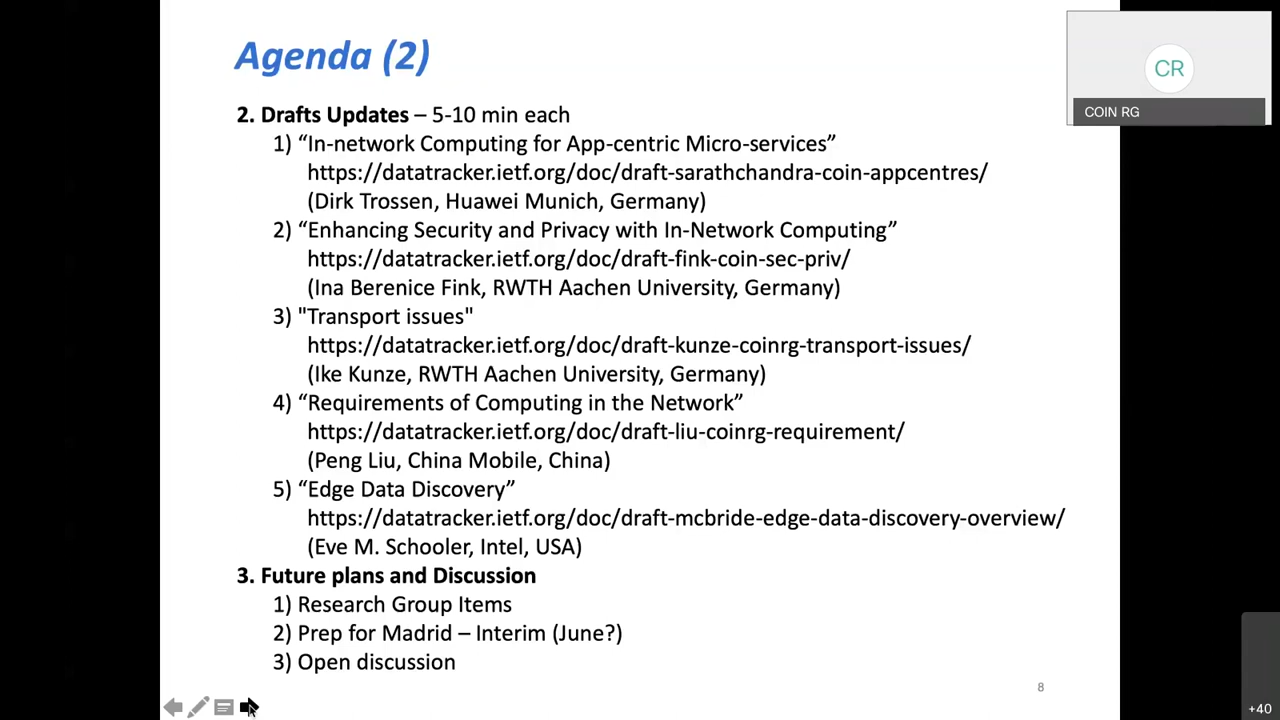 Agenda (2)
2. Drafts Updates – 5-10 min each
1) “In-network Computing for App-centric Micro-services”
https://datatracker.ietf.org/doc/draft-sarathchandra-coin-appcentres/
(Dirk Trossen, Huawei Munich, Germany)
2) “Enhancing Security and Privacy with In-Network Computing”
https://datatracker.ietf.org/doc/draft-fink-coin-sec-priv/
(Ina Berenice Fink, RWTH Aachen University, Germany)
3) "Transport issues"
https://datatracker.ietf.org/doc/draft-kunze-coinrg-transport-issues/
(Ike Kunze, RWTH Aachen University, Germany)
4) “Requirements of Computing in the Network”
https://datatracker.ietf.org/doc/draft-liu-coinrg-requirement/
(Peng Liu, China Mobile, China)
5) “Edge Data Discovery”
https://datatracker.ietf.org/doc/draft-mcbride-edge-data-discovery-overview/
(Eve M. Schooler, Intel, USA)
3. Future plans and Discussion
1) Research Group Items
2) Prep for Madrid – Interim (June?)
3) Open discussion
8
CR
COIN RG
+40